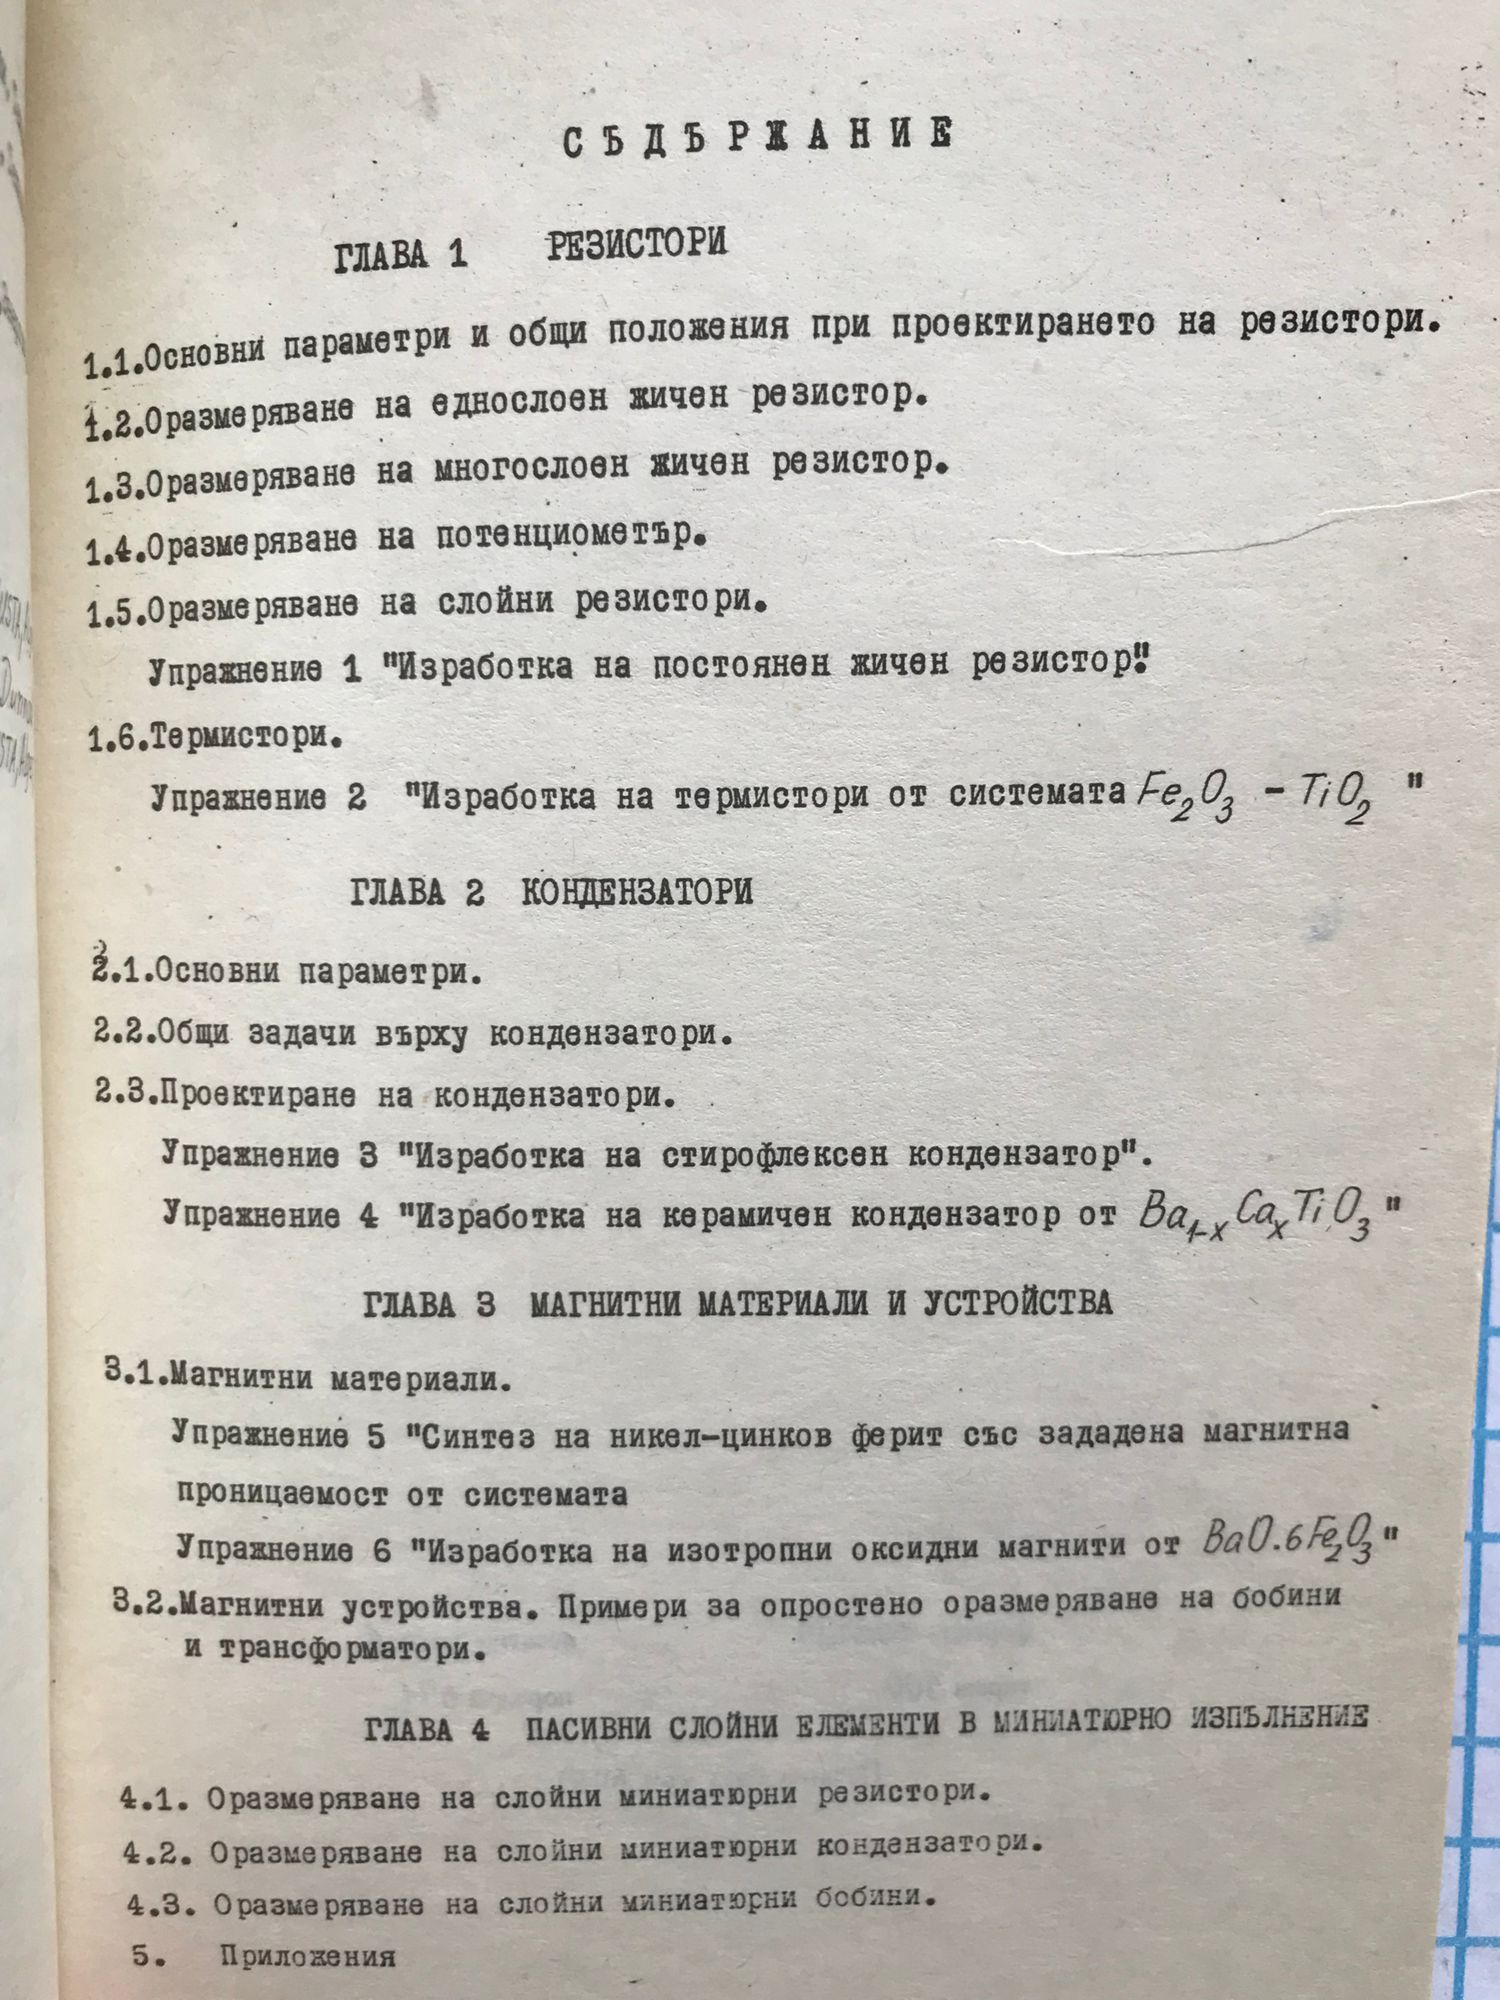 СЪДЪРЖАНИЕ
ГЛАВА 1 РЕЗИСТОРИ
1.1.Основни параметри и общи положения при проектирането на резистори.
1.2.Оразмеряване на еднослоен жичен резистор.
1.3.Оразмеряване на многослоен жичен резистор.
1.4.Оразмеряване на потенциометър.
1.5.Оразмеряване на слойни резистори.
Упражнение 1 "Изработка на постоянен жичен резистор".
1.6.Термистори.
Упражнение 2 "Изработка на термистори от системата Fe₂O₃ – TiO₂ "
ГЛАВА 2 КОНДЕНЗАТОРИ
2.1.Основни параметри.
2.2.Общи задачи върху кондензатори.
2.3.Проектиране на кондензатори.
Упражнение 3 "Изработка на стирофлексен кондензатор".
Упражнение 4 "Изработка на керамичен кондензатор от Ba₁₋ₓCaₓTiO₃ "
ГЛАВА 3 МАГНИТНИ МАТЕРИАЛИ И УСТРОЙСТВА
3.1.Магнитни материали.
Упражнение 5 "Синтез на никел-цинков ферит със зададена магнитна
проницаемост от системата
Упражнение 6 "Изработка на изотропни оксидни магнити от BaO.6Fe₂O₃ "
3.2.Магнитни устройства. Примери за опростено оразмеряване на бобини
и трансформатори.
ГЛАВА 4 ПАСИВНИ СЛОЙНИ ЕЛЕМЕНТИ В МИНИАТЮРНО ИЗПЪЛНЕНИЕ
4.1. Оразмеряване на слойни миниатюрни резистори.
4.2. Оразмеряване на слойни миниатюрни кондензатори.
4.3. Оразмеряване на слойни миниатюрни бобини.
5. Приложения